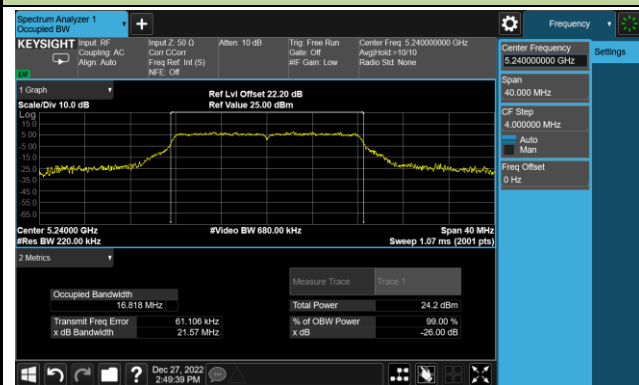 Spectrum Analyzer 1
Occupied BW
+
Frequency
KEYSIGHT
Input: RF
Coupling: AC
Align: Auto
Input Z: 50 Ω
Corr CCorr
Freq Ref: Int (S)
NFE: Off
Atten: 10 dB
Trig: Free Run
Gate: Off
#IF Gain: Low
Center Freq: 5.240000000 GHz
Avg|Hold:>10/10
Radio Std: None
LXI
Center Frequency
5.240000000 GHz
Settings
Span
40.000 MHz
CF Step
4.000000 MHz
Auto
Man
Freq Offset
0 Hz
1 Graph
Scale/Div 10.0 dB
Ref Lvl Offset 22.20 dB
Ref Value 25.00 dBm
Log
15.0
5.00
-5.00
-15.0
-25.0
-35.0
-45.0
-55.0
-65.0
Center 5.24000 GHz
#Video BW 680.00 kHz
Span 40 MHz
#Res BW 220.00 kHz
Sweep 1.07 ms (2001 pts)
2 Metrics
Measure Trace
Trace 1
Occupied Bandwidth
16.818 MHz
Total Power
24.2 dBm
Transmit Freq Error
61.106 kHz
% of OBW Power
99.00 %
x dB Bandwidth
21.57 MHz
x dB
-26.00 dB
?
Dec 27, 2022
2:49:39 PM